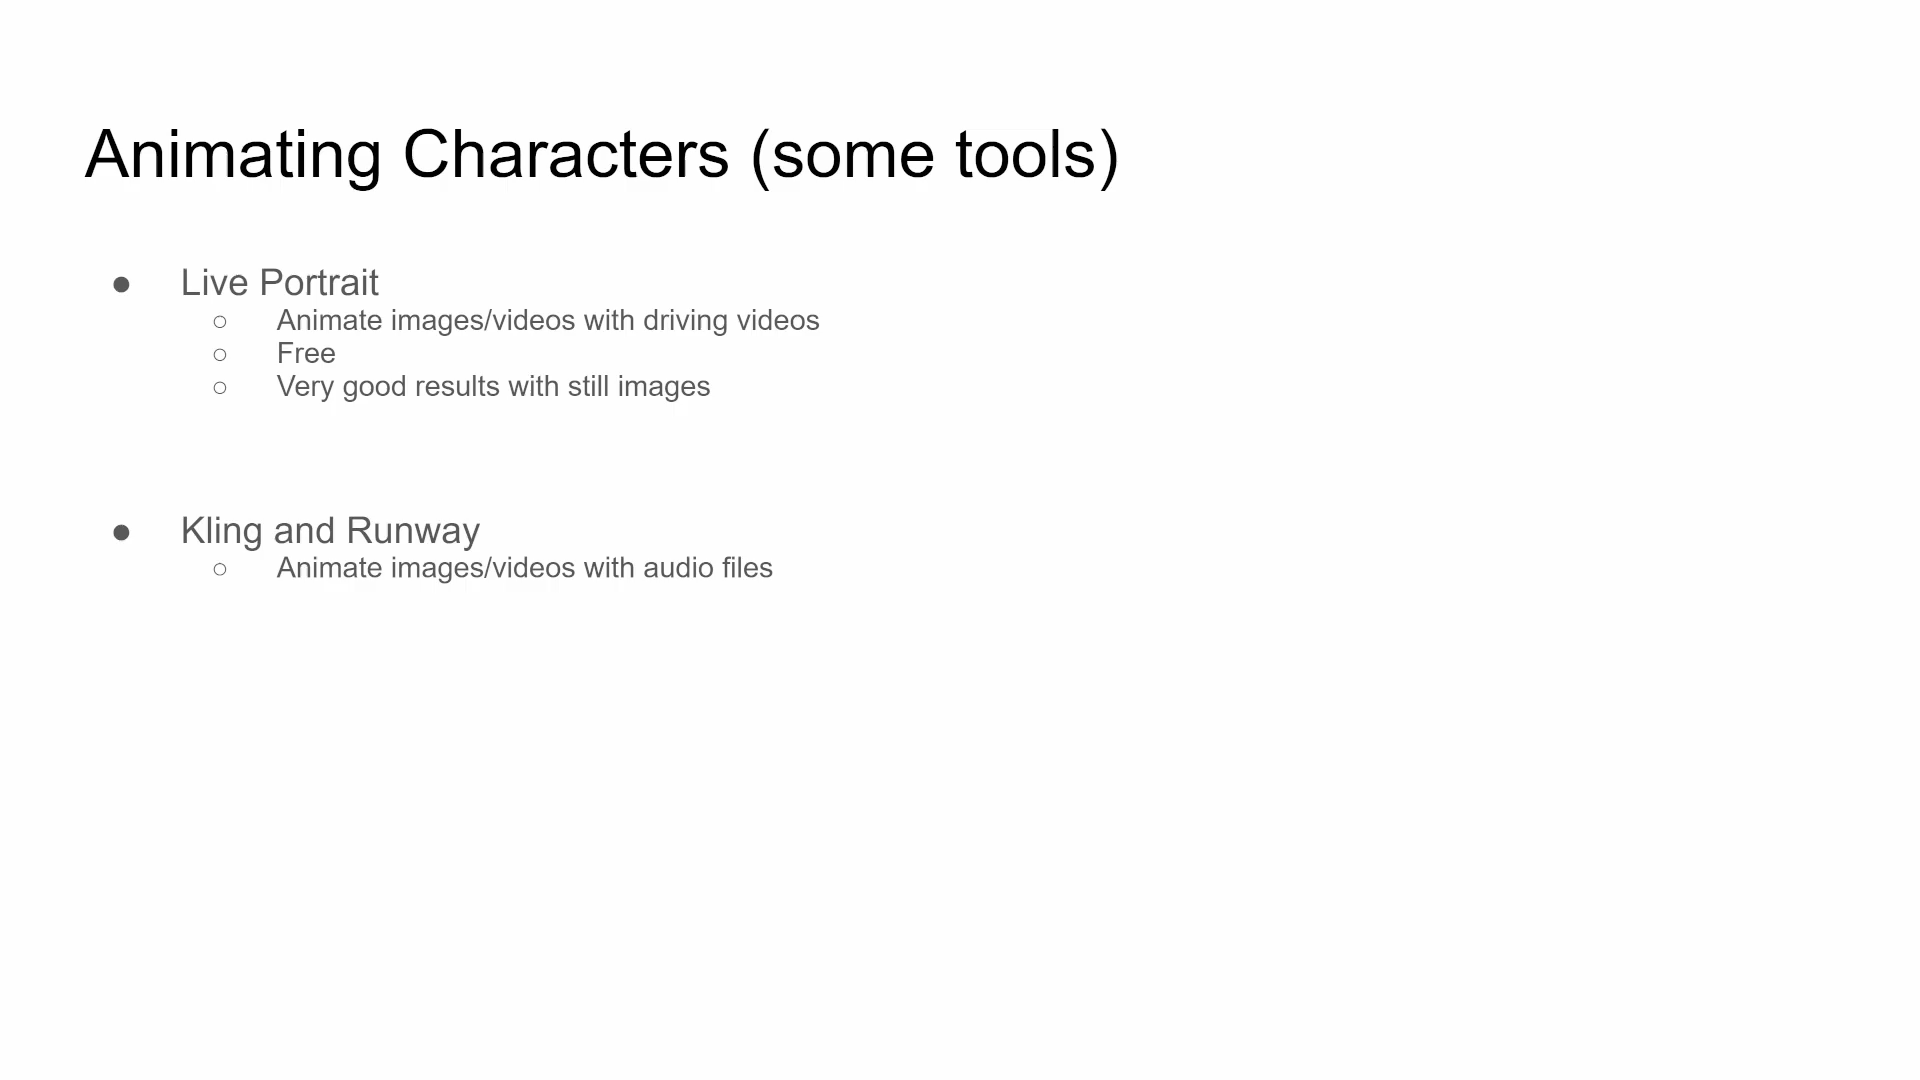 Animating Characters (some tools)
● Live Portrait
○ Animate images/videos with driving videos
○ Free
○ Very good results with still images
● Kling and Runway
○ Animate images/videos with audio files